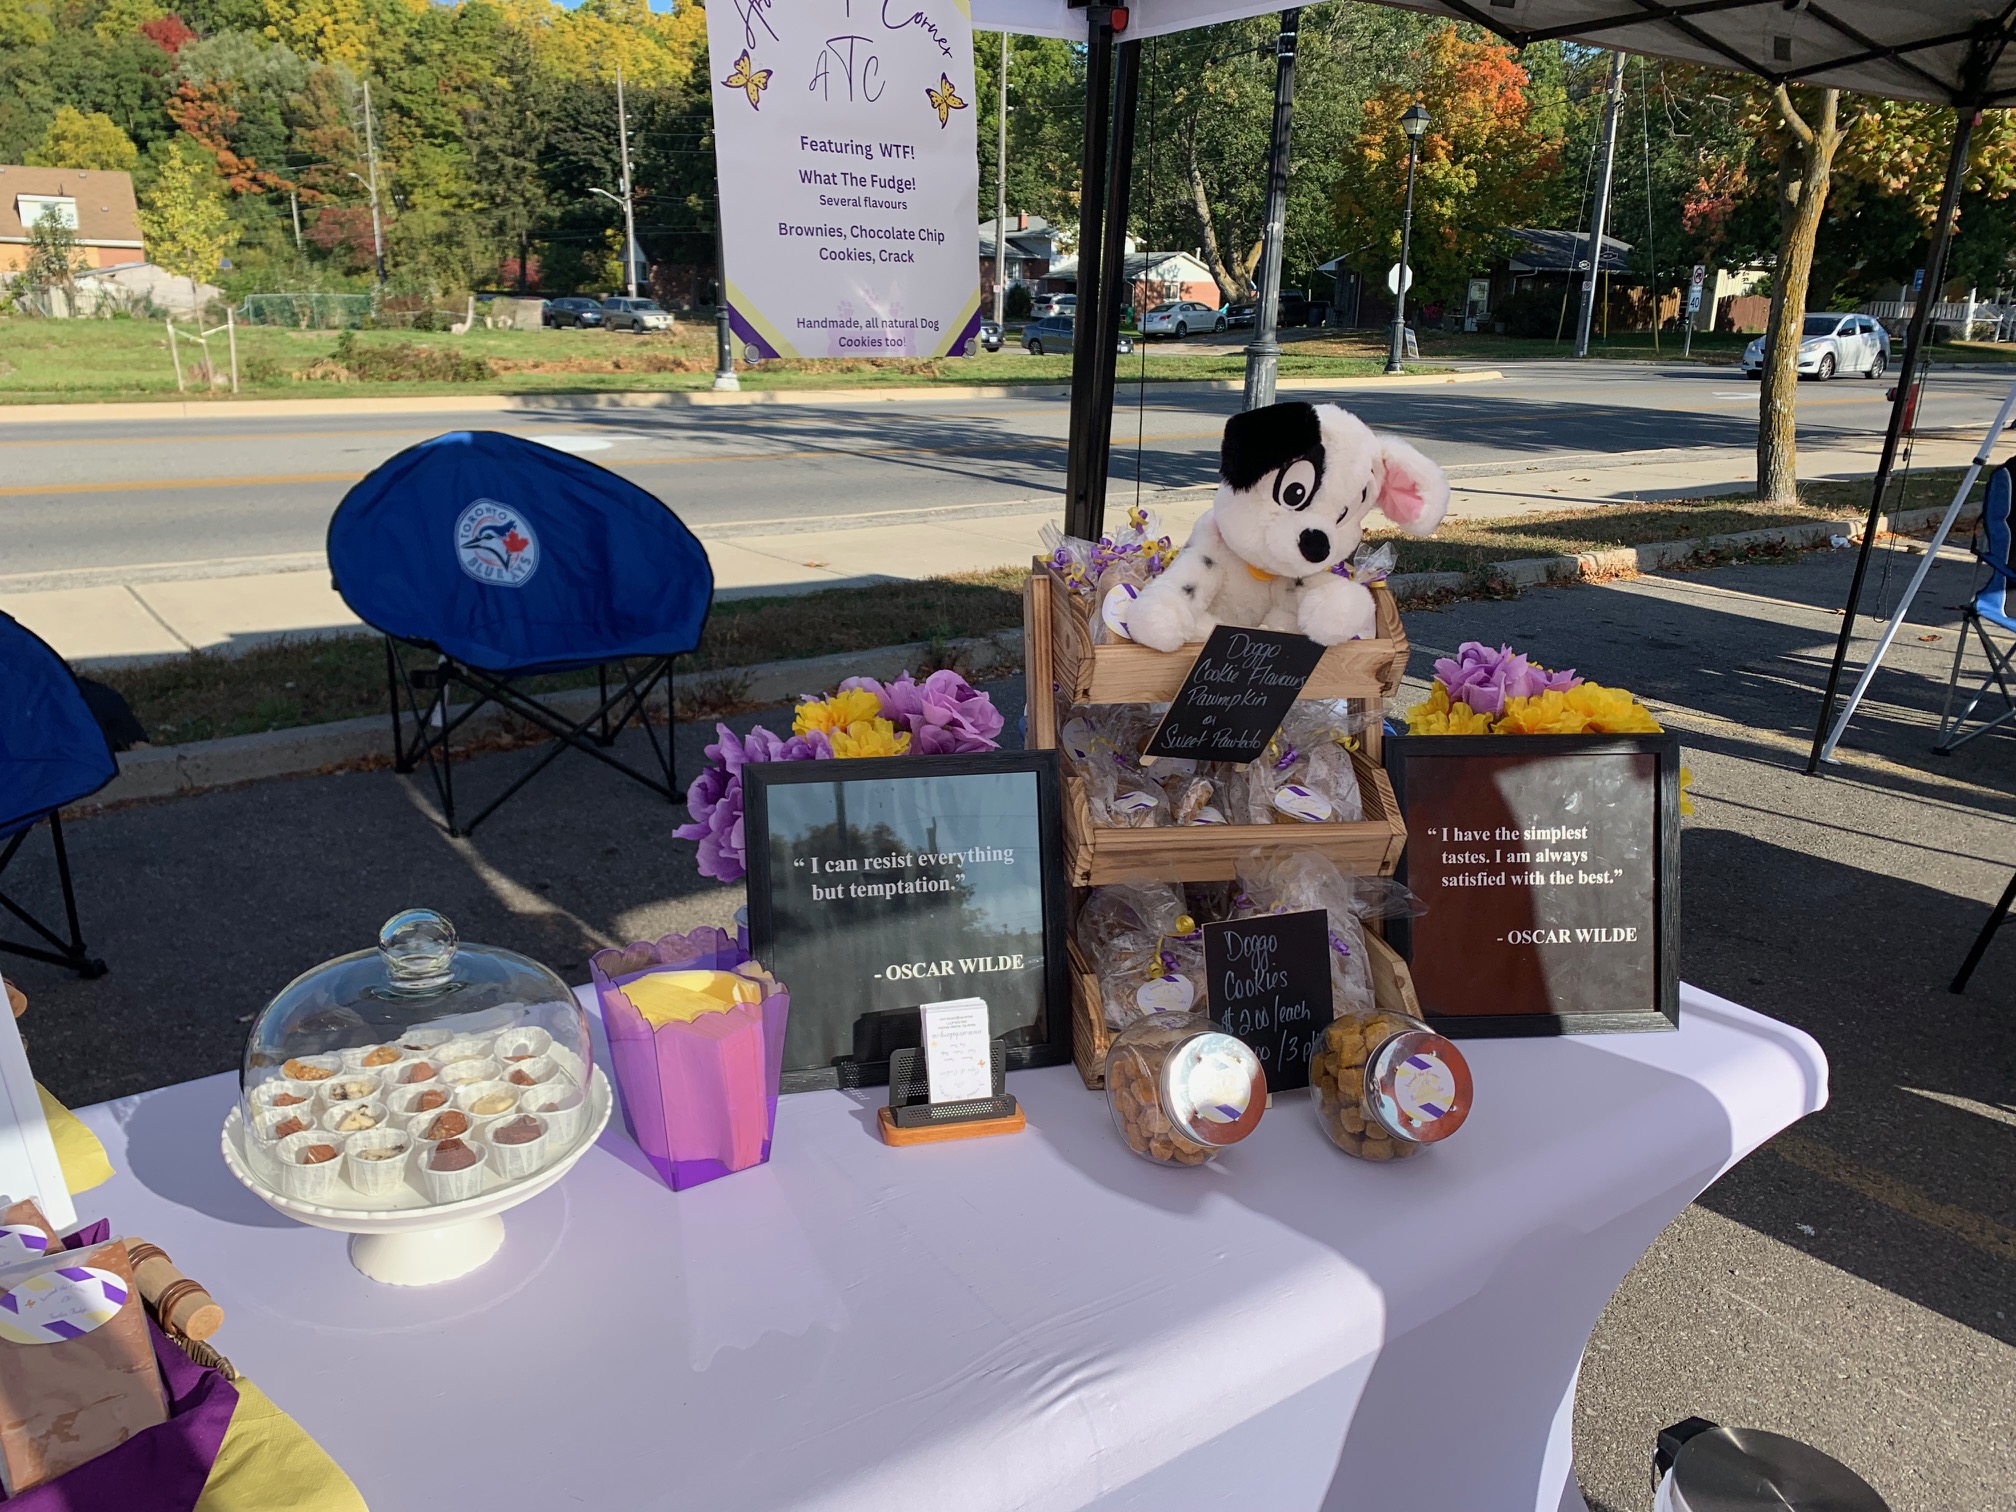 Corner
ATC
Featuring WTF!
What The Fudge!
Several flavours
Brownies, Chocolate Chip
Cookies, Crack
Handmade, all natural Dog
Cookies too!
TORONTO
BLUE JAYS
40
Doggo
Cookie Flavours
Pawmpkin
or
Sweet Pawtato
“ I can resist everything
but temptation.”
- OSCAR WILDE
“ I have the simplest
tastes. I am always
satisfied with the best.”
- OSCAR WILDE
Doggo
Cookies
$2.00/each
/3